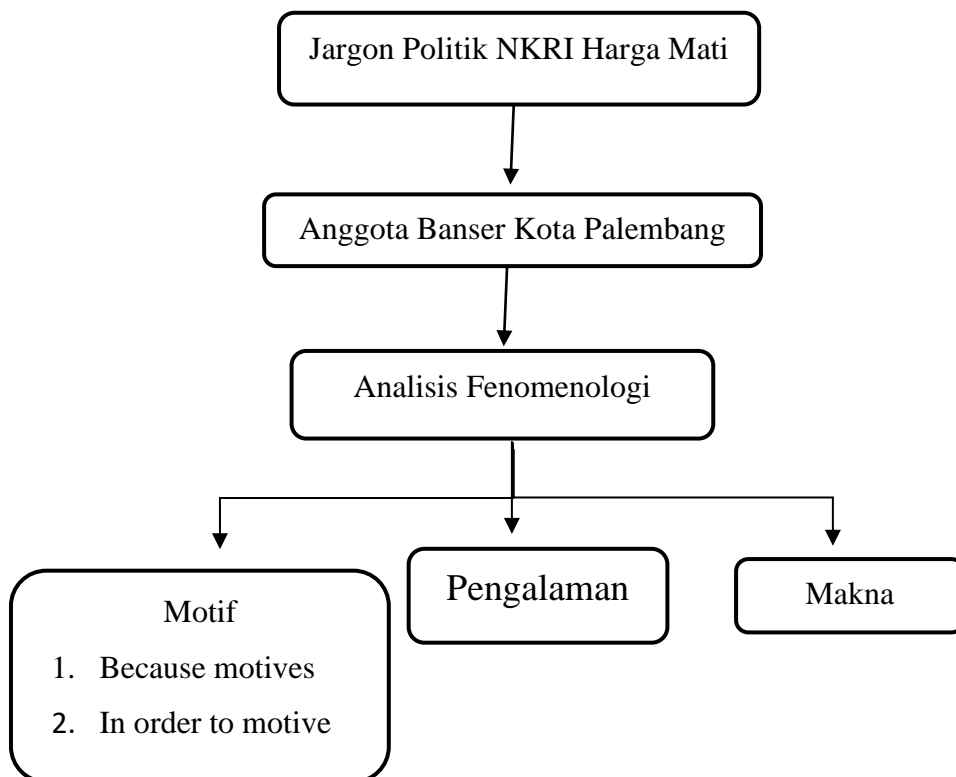 Jargon Politik NKRI Harga Mati
Anggota Banser Kota Palembang
Analisis Fenomenologi
Motif
1. Because motives
2. In order to motive
Pengalaman
Makna